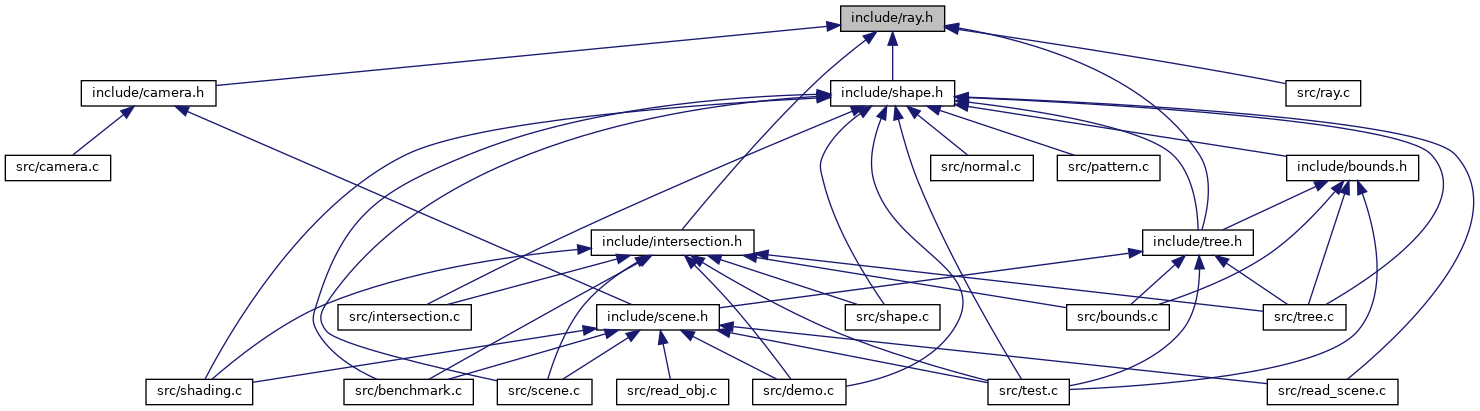 include/ray.h
include/camera.h
include/shape.h
src/ray.c
src/camera.c
src/normal.c
src/pattern.c
include/bounds.h
include/intersection.h
include/tree.h
src/intersection.c
include/scene.h
src/shape.c
src/bounds.c
src/tree.c
src/shading.c
src/benchmark.c
src/scene.c
src/read_obj.c
src/demo.c
src/test.c
src/read_scene.c